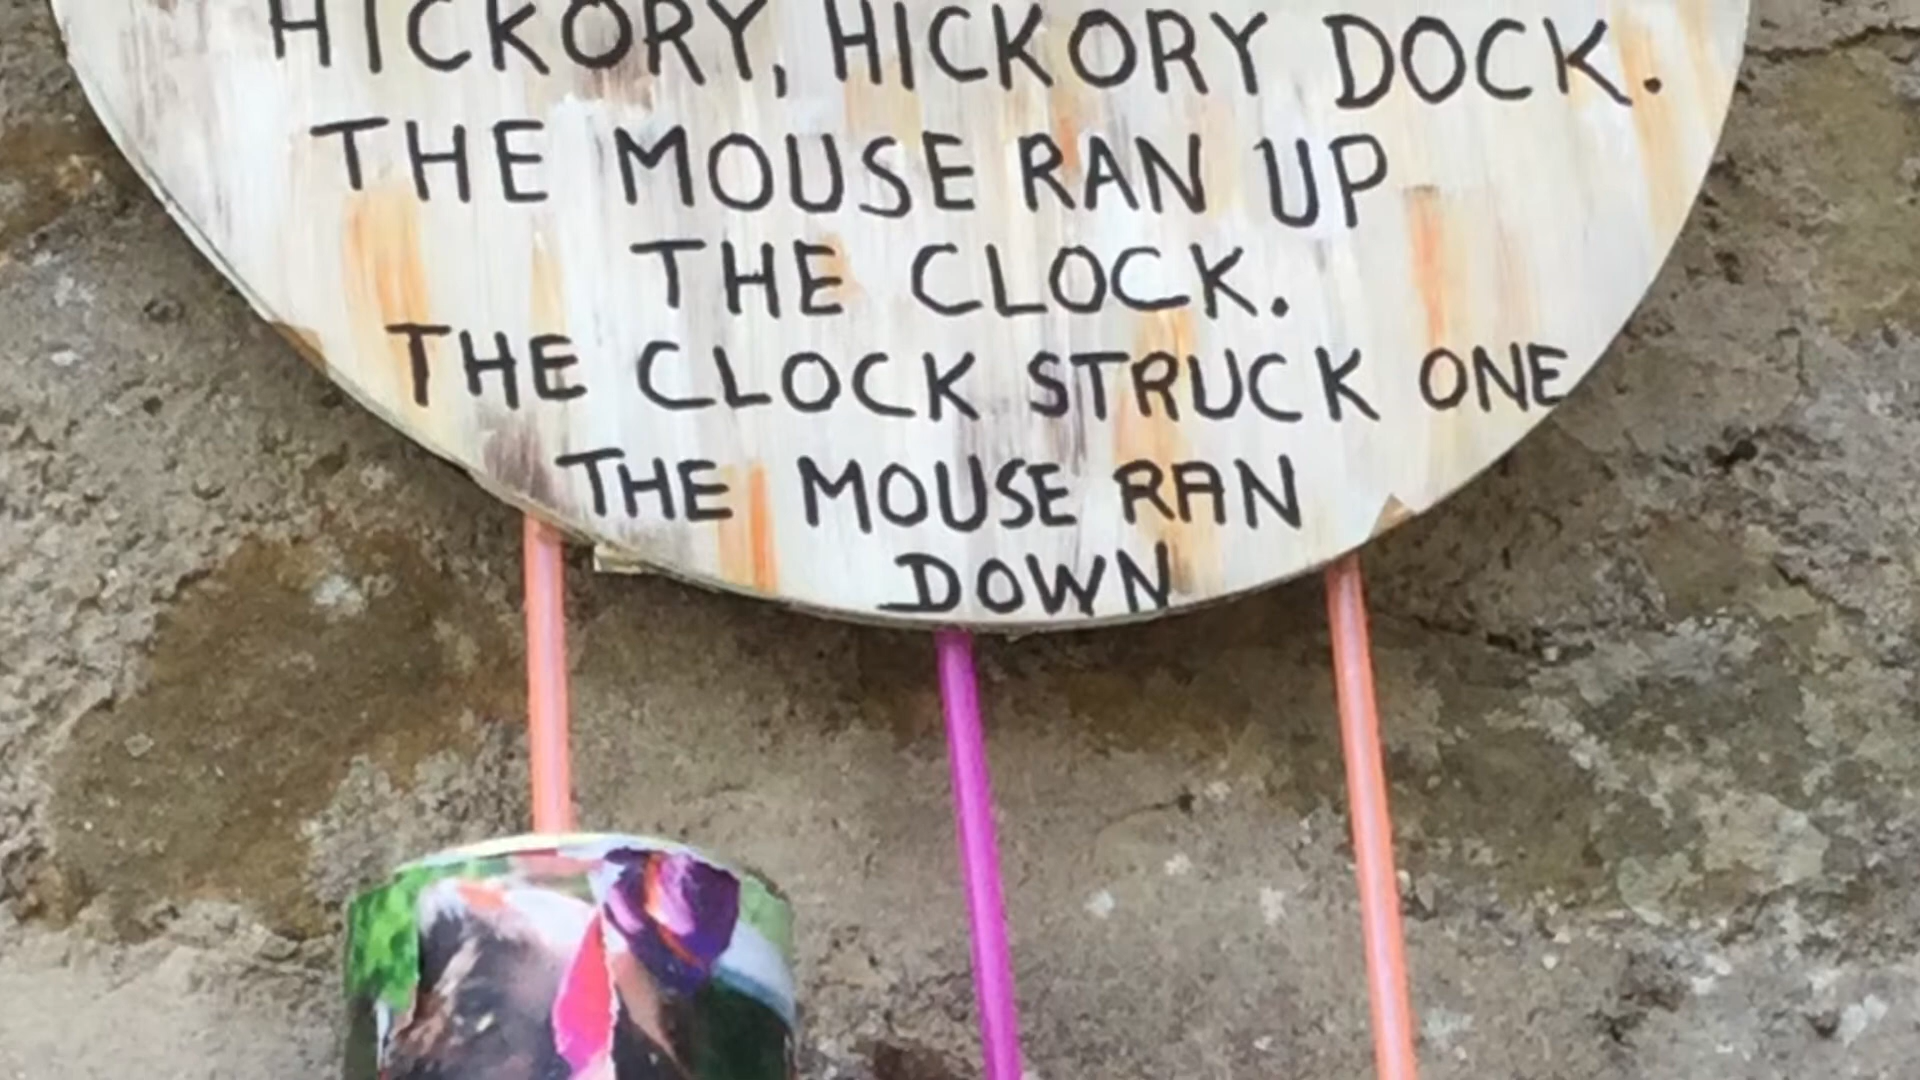 HICKORY, HICKORY DOCK.
THE MOUSE RAN UP
THE CLOCK.
THE CLOCK STRUCK ONE
THE MOUSE RAN
DOWN